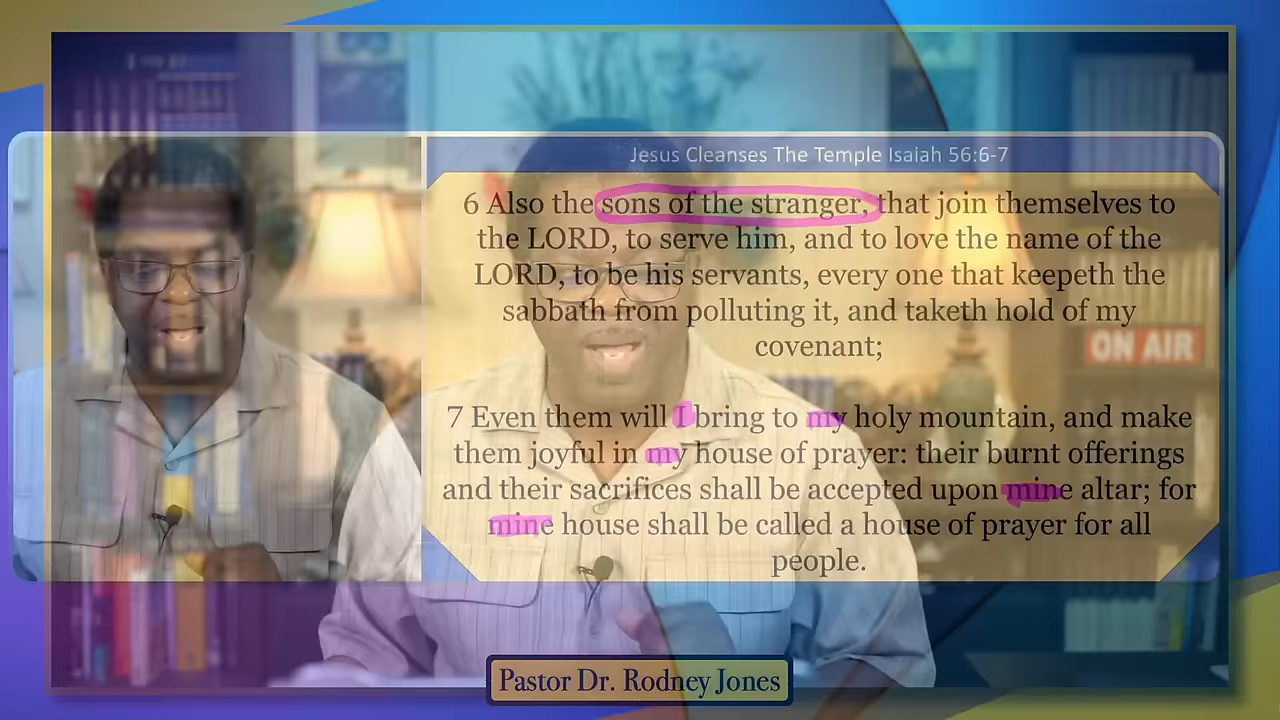 Jesus Cleanses The Temple Isaiah 56:6-7
6 Also the sons of the stranger, that join themselves to
the LORD, to serve him, and to love the name of the
LORD, to be his servants, every one that keepeth the
sabbath from polluting it, and taketh hold of my
covenant;
ON AIR
7 Even them will I bring to my holy mountain, and make
them joyful in my house of prayer: their burnt offerings
and their sacrifices shall be accepted upon mine altar; for
mine house shall be called a house of prayer for all
people.
Pastor Dr. Rodney Jones